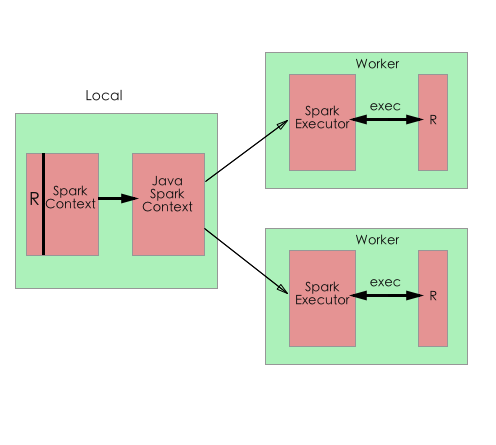 Local
R
Spark
Context
Java
Spark
Context
Worker
Spark
Executor
exec
R
Worker
Spark
Executor
exec
R